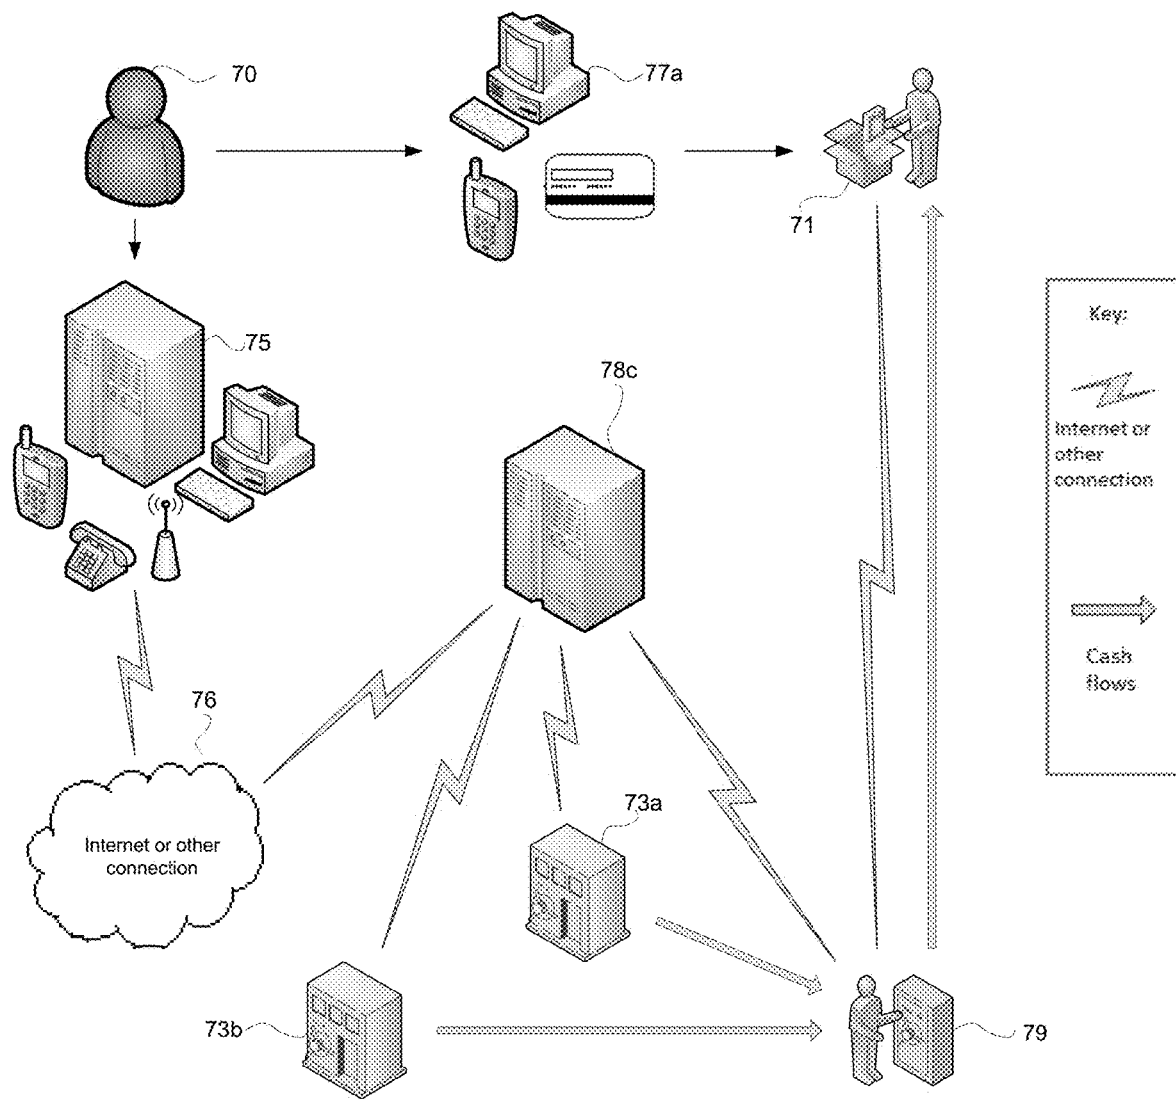 70
77a
71
75
78c
Key:
Internet or
other
connection
Cash
flows
76
Internet or other
connection
73a
73b
79